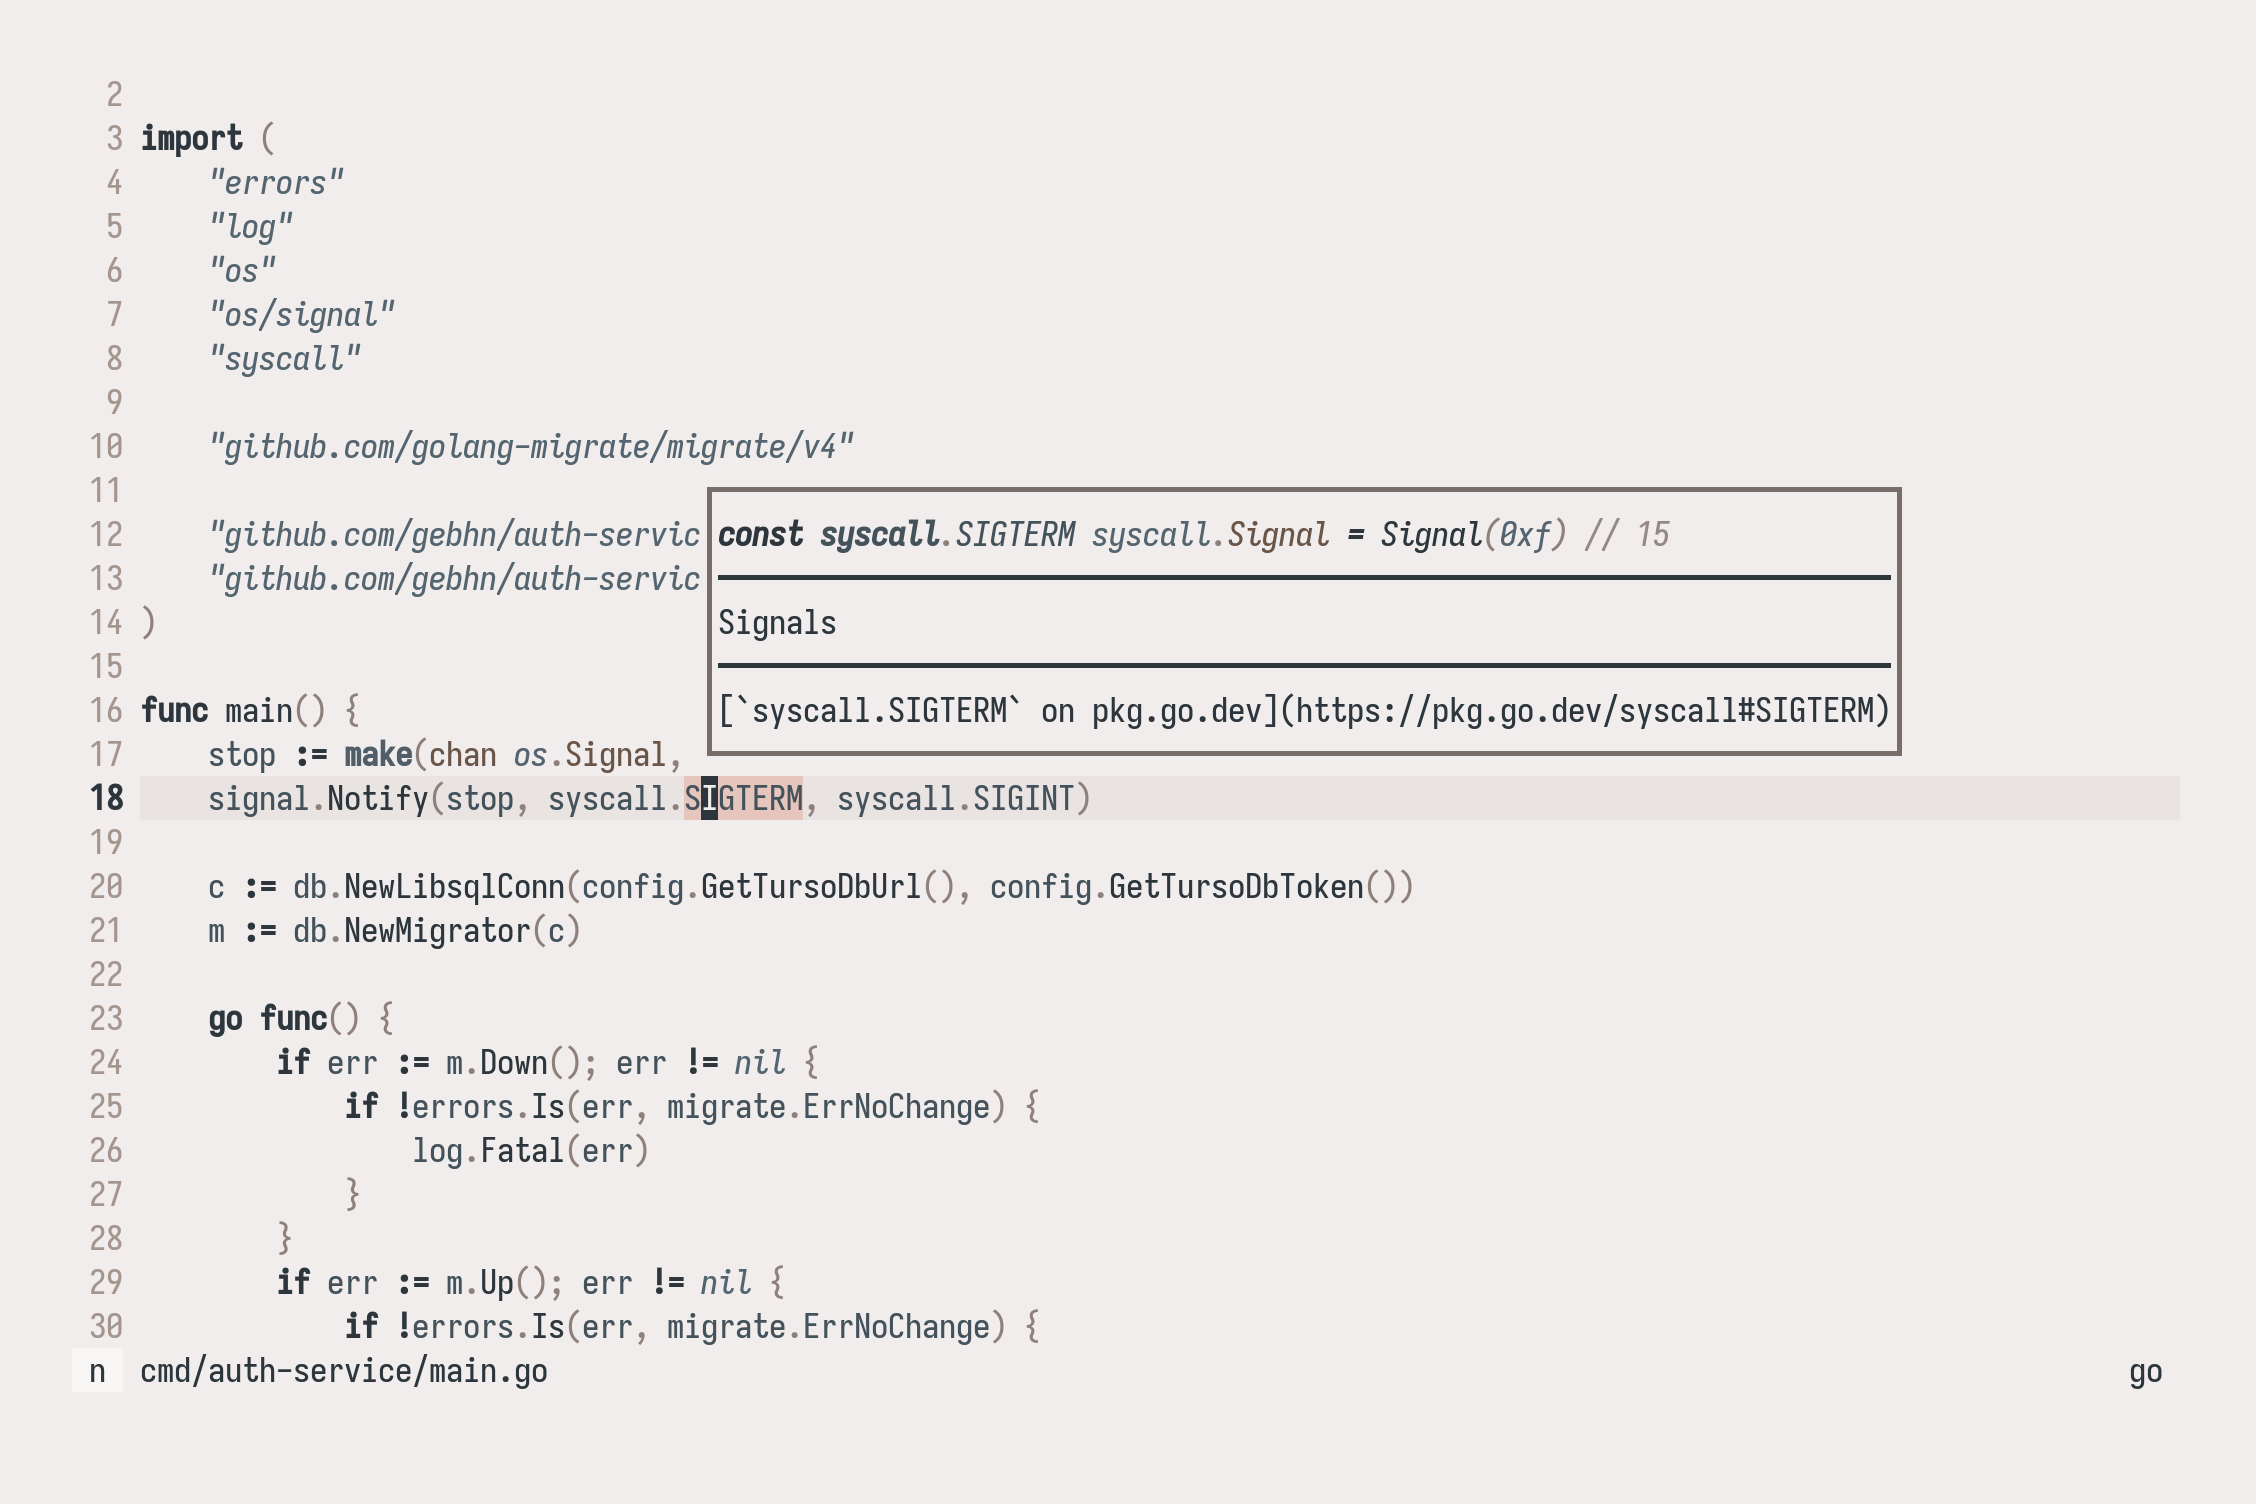 2
3 import (
4     "errors"
5     "log"
6     "os"
7     "os/signal"
8     "syscall"
9
10     "github.com/golang-migrate/migrate/v4"
11
12     "github.com/gebhn/auth-servic
const syscall.SIGTERM syscall.Signal = Signal(0xf) // 15
13     "github.com/gebhn/auth-servic
14 )
Signals
15
16 func main() {
[`syscall.SIGTERM` on pkg.go.dev](https://pkg.go.dev/syscall#SIGTERM)
17     stop := make(chan os.Signal,
18     signal.Notify(stop, syscall.SIGTERM, syscall.SIGINT)
19
20     c := db.NewLibsqlConn(config.GetTursoDbUrl(), config.GetTursoDbToken())
21     m := db.NewMigrator(c)
22
23     go func() {
24         if err := m.Down(); err != nil {
25             if !errors.Is(err, migrate.ErrNoChange) {
26                 log.Fatal(err)
27             }
28         }
29         if err := m.Up(); err != nil {
30             if !errors.Is(err, migrate.ErrNoChange) {
n cmd/auth-service/main.go go